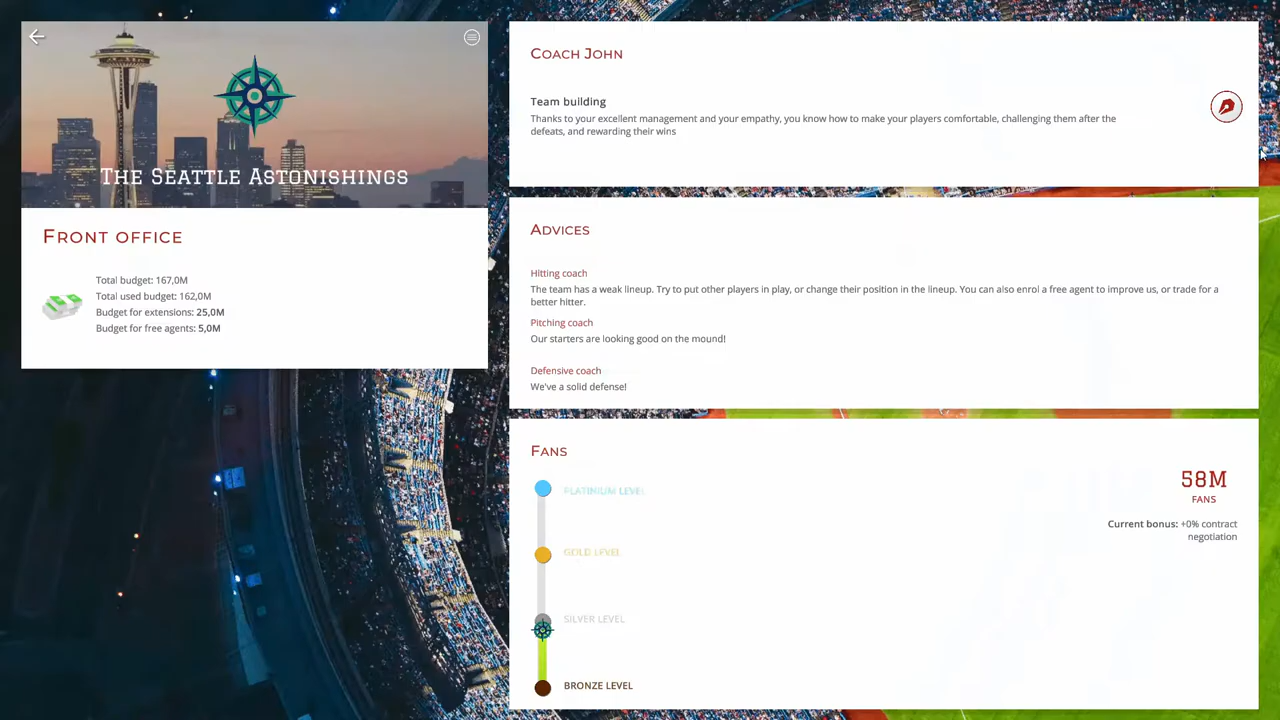 THE SEATTLE ASTONISHINGS
FRONT OFFICE
Total budget: 167,0M
Total used budget: 162,0M
Budget for extensions: 25,0M
Budget for free agents: 5,0M
COACH JOHN
Team building
Thanks to your excellent management and your empathy, you know how to make your players comfortable, challenging them after the
defeats, and rewarding their wins
ADVICES
Hitting coach
The team has a weak lineup. Try to put other players in play, or change their position in the lineup. You can also enrol a free agent to improve us, or trade for a
better hitter.
Pitching coach
Our starters are looking good on the mound!
Defensive coach
We've a solid defense!
FANS
PLATINIUM LEVEL
GOLD LEVEL
SILVER LEVEL
BRONZE LEVEL
58M
FANS
Current bonus: +0% contract
negotiation